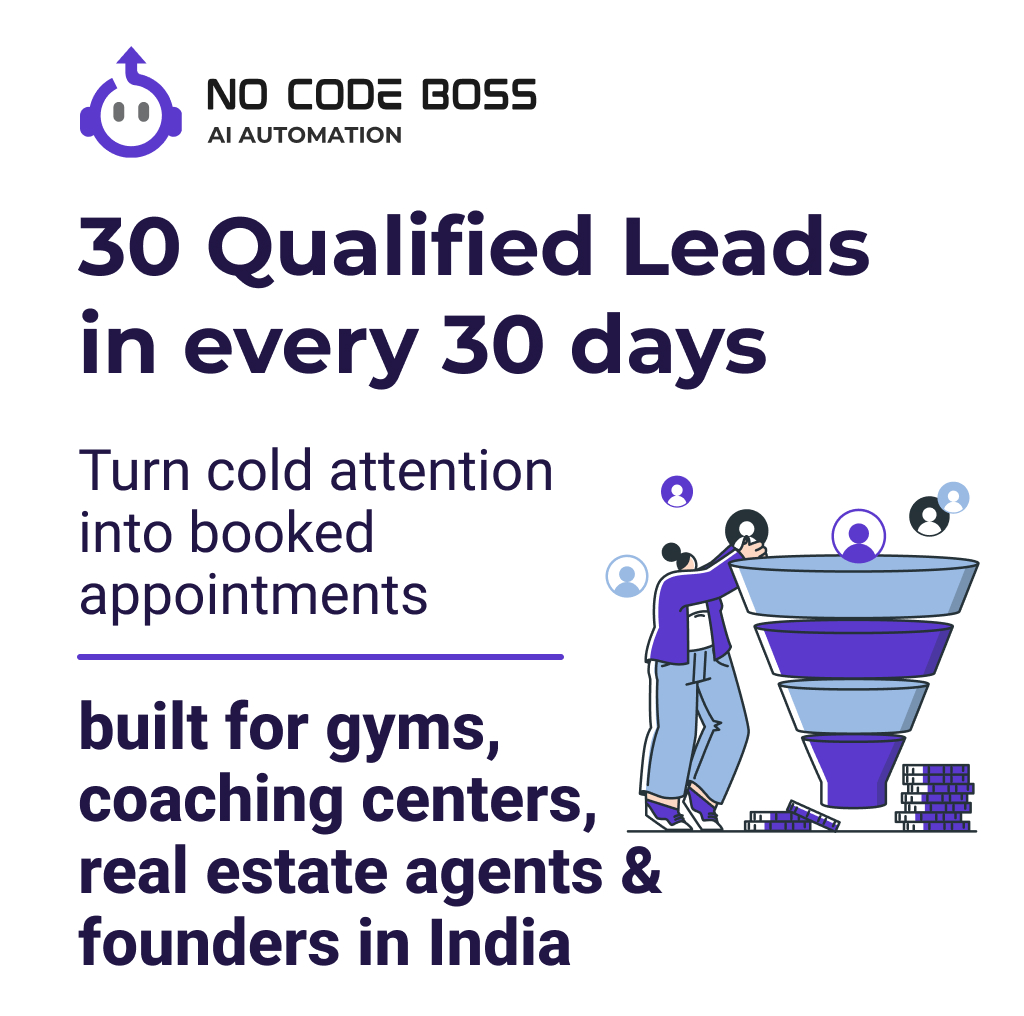 NO CODE BOSS
AI AUTOMATION
30 Qualified Leads
in every 30 days
Turn cold attention
into booked
appointments
built for gyms,
coaching centers,
real estate agents &
founders in India